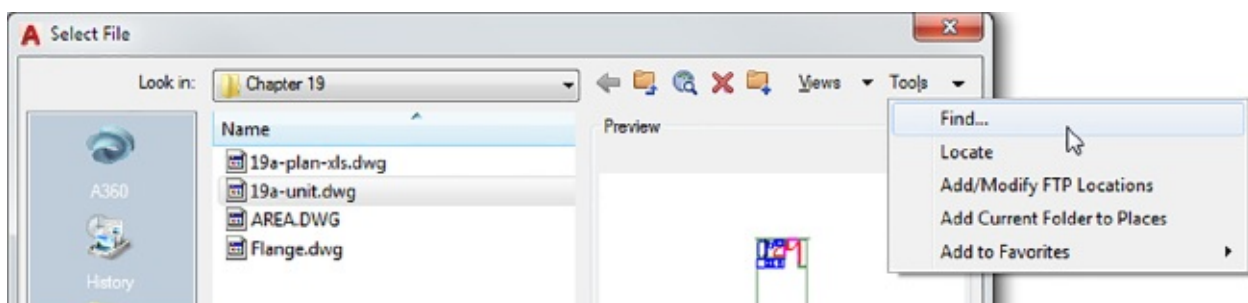 Select File
Look in: Chapter 19 Views Tools
Name
19a-plan-xls.dwg
19a-unit.dwg
AREA.DWG
Flange.dwg
A360
History
Preview
Find...
Locate
Add/Modify FTP Locations
Add Current Folder to Places
Add to Favorites